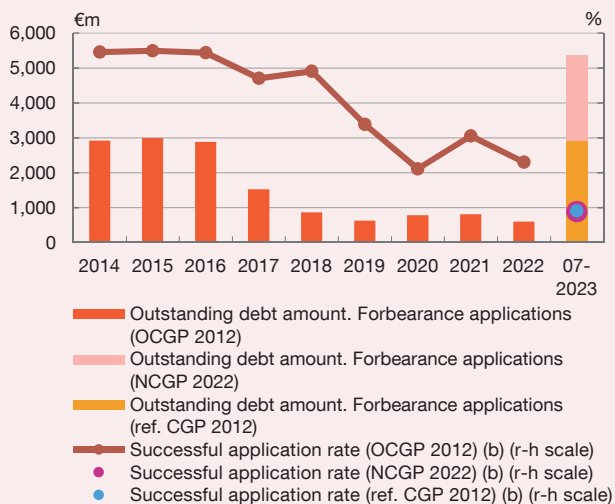 €m %
6,000
5,000
4,000
3,000
2,000
1,000
0
2014 2015 2016 2017 2018 2019 2020 2021 2022 07-
2023
Outstanding debt amount. Forbearance applications
(OCGP 2012)
Outstanding debt amount. Forbearance applications
(NCGP 2022)
Outstanding debt amount. Forbearance applications
(ref. CGP 2012)
Successful application rate (OCGP 2012) (b) (r-h scale)
Successful application rate (NCGP 2022) (b) (r-h scale)
Successful application rate (ref. CGP 2012) (b) (r-h scale)